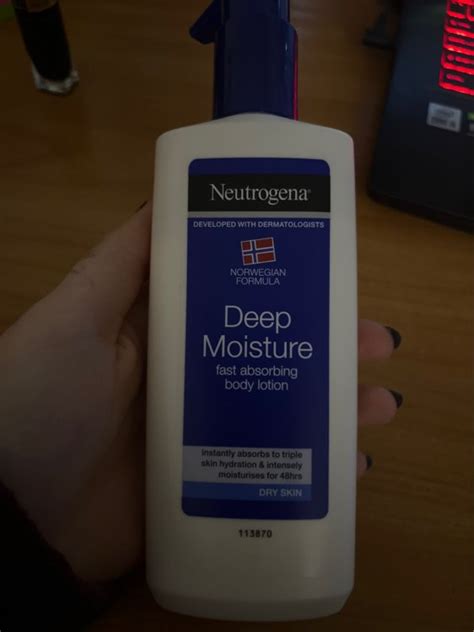 Neutrogena®
DEVELOPED WITH DERMATOLOGISTS
NORWEGIAN
FORMULA
Deep
Moisture
fast absorbing
body lotion
instantly absorbs to triple
skin hydration & intensely
moisturises for 48hrs
DRY SKIN
113870